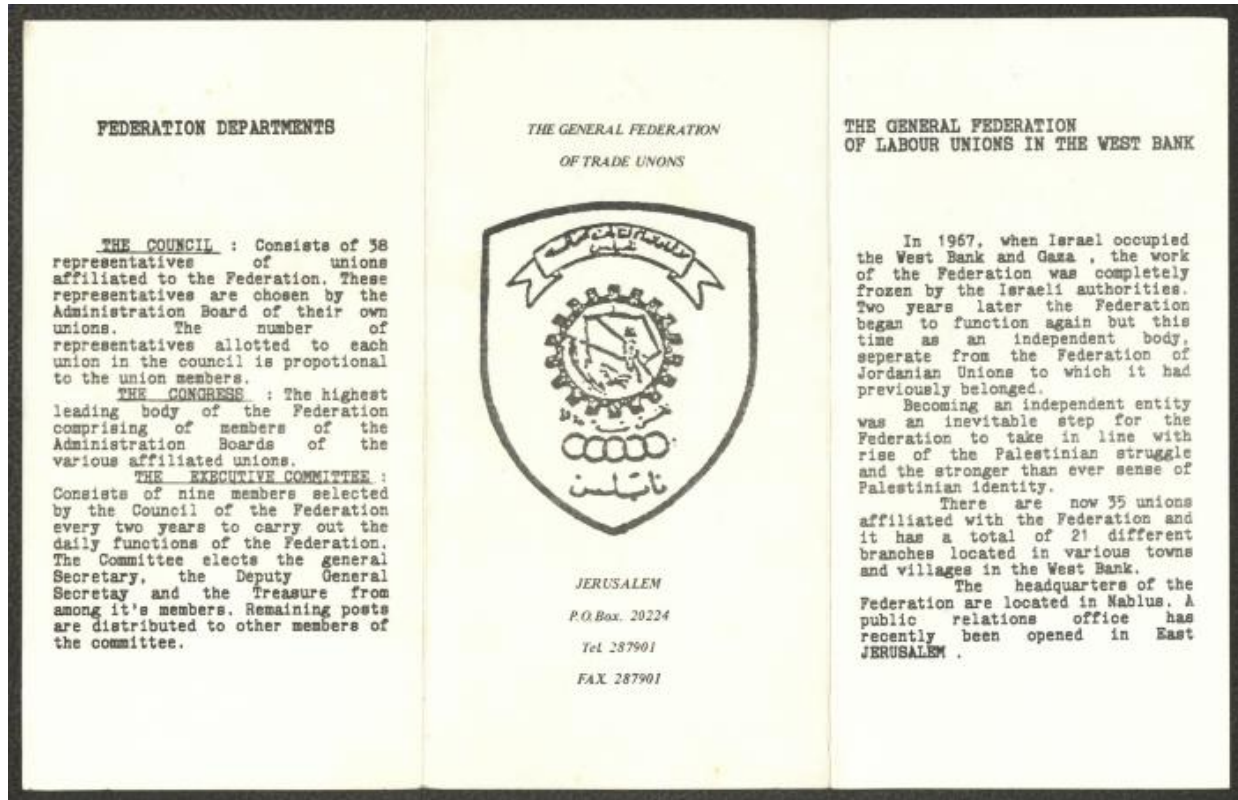 FEDERATION DEPARTMENTS
THE COUNCIL : Consists of 38
representatives of unions
affiliated to the Federation. These
representatives are chosen by the
Administration Board of their own
unions. The number of
representatives allotted to each
union in the council is propotional
to the union members.
THE CONGRESS : The highest
leading body of the Federation
comprising of members of the
Administration Boards of the
various affiliated unions.
THE EXECUTIVE COMMITTEE :
Consists of nine members selected
by the Council of the Federation
every two years to carry out the
daily functions of the Federation.
The Committee elects the general
Secretary, the Deputy General
Secretay and the Treasure from
among it's members. Remaining posts
are distributed to other members of
the committee.
THE GENERAL FEDERATION
OF TRADE UNONS
نابلس
JERUSALEM
P.O.Box. 20224
Tel. 287901
FAX. 287901
THE GENERAL FEDERATION
OF LABOUR UNIONS IN THE WEST BANK
In 1967, when Israel occupied
the West Bank and Gaza , the work
of the Federation was completely
frozen by the Israeli authorities.
Two years later the Federation
began to function again but this
time as an independent body,
seperate from the Federation of
Jordanian Unions to which it had
previously belonged.
Becoming an independent entity
was an inevitable step for the
Federation to take in line with
rise of the Palestinian struggle
and the stronger than ever sense of
Palestinian identity.
There are now 35 unions
affiliated with the Federation and
it has a total of 21 different
branches located in various towns
and villages in the West Bank.
The headquarters of the
Federation are located in Nablus. A
public relations office has
recently been opened in East
JERUSALEM .